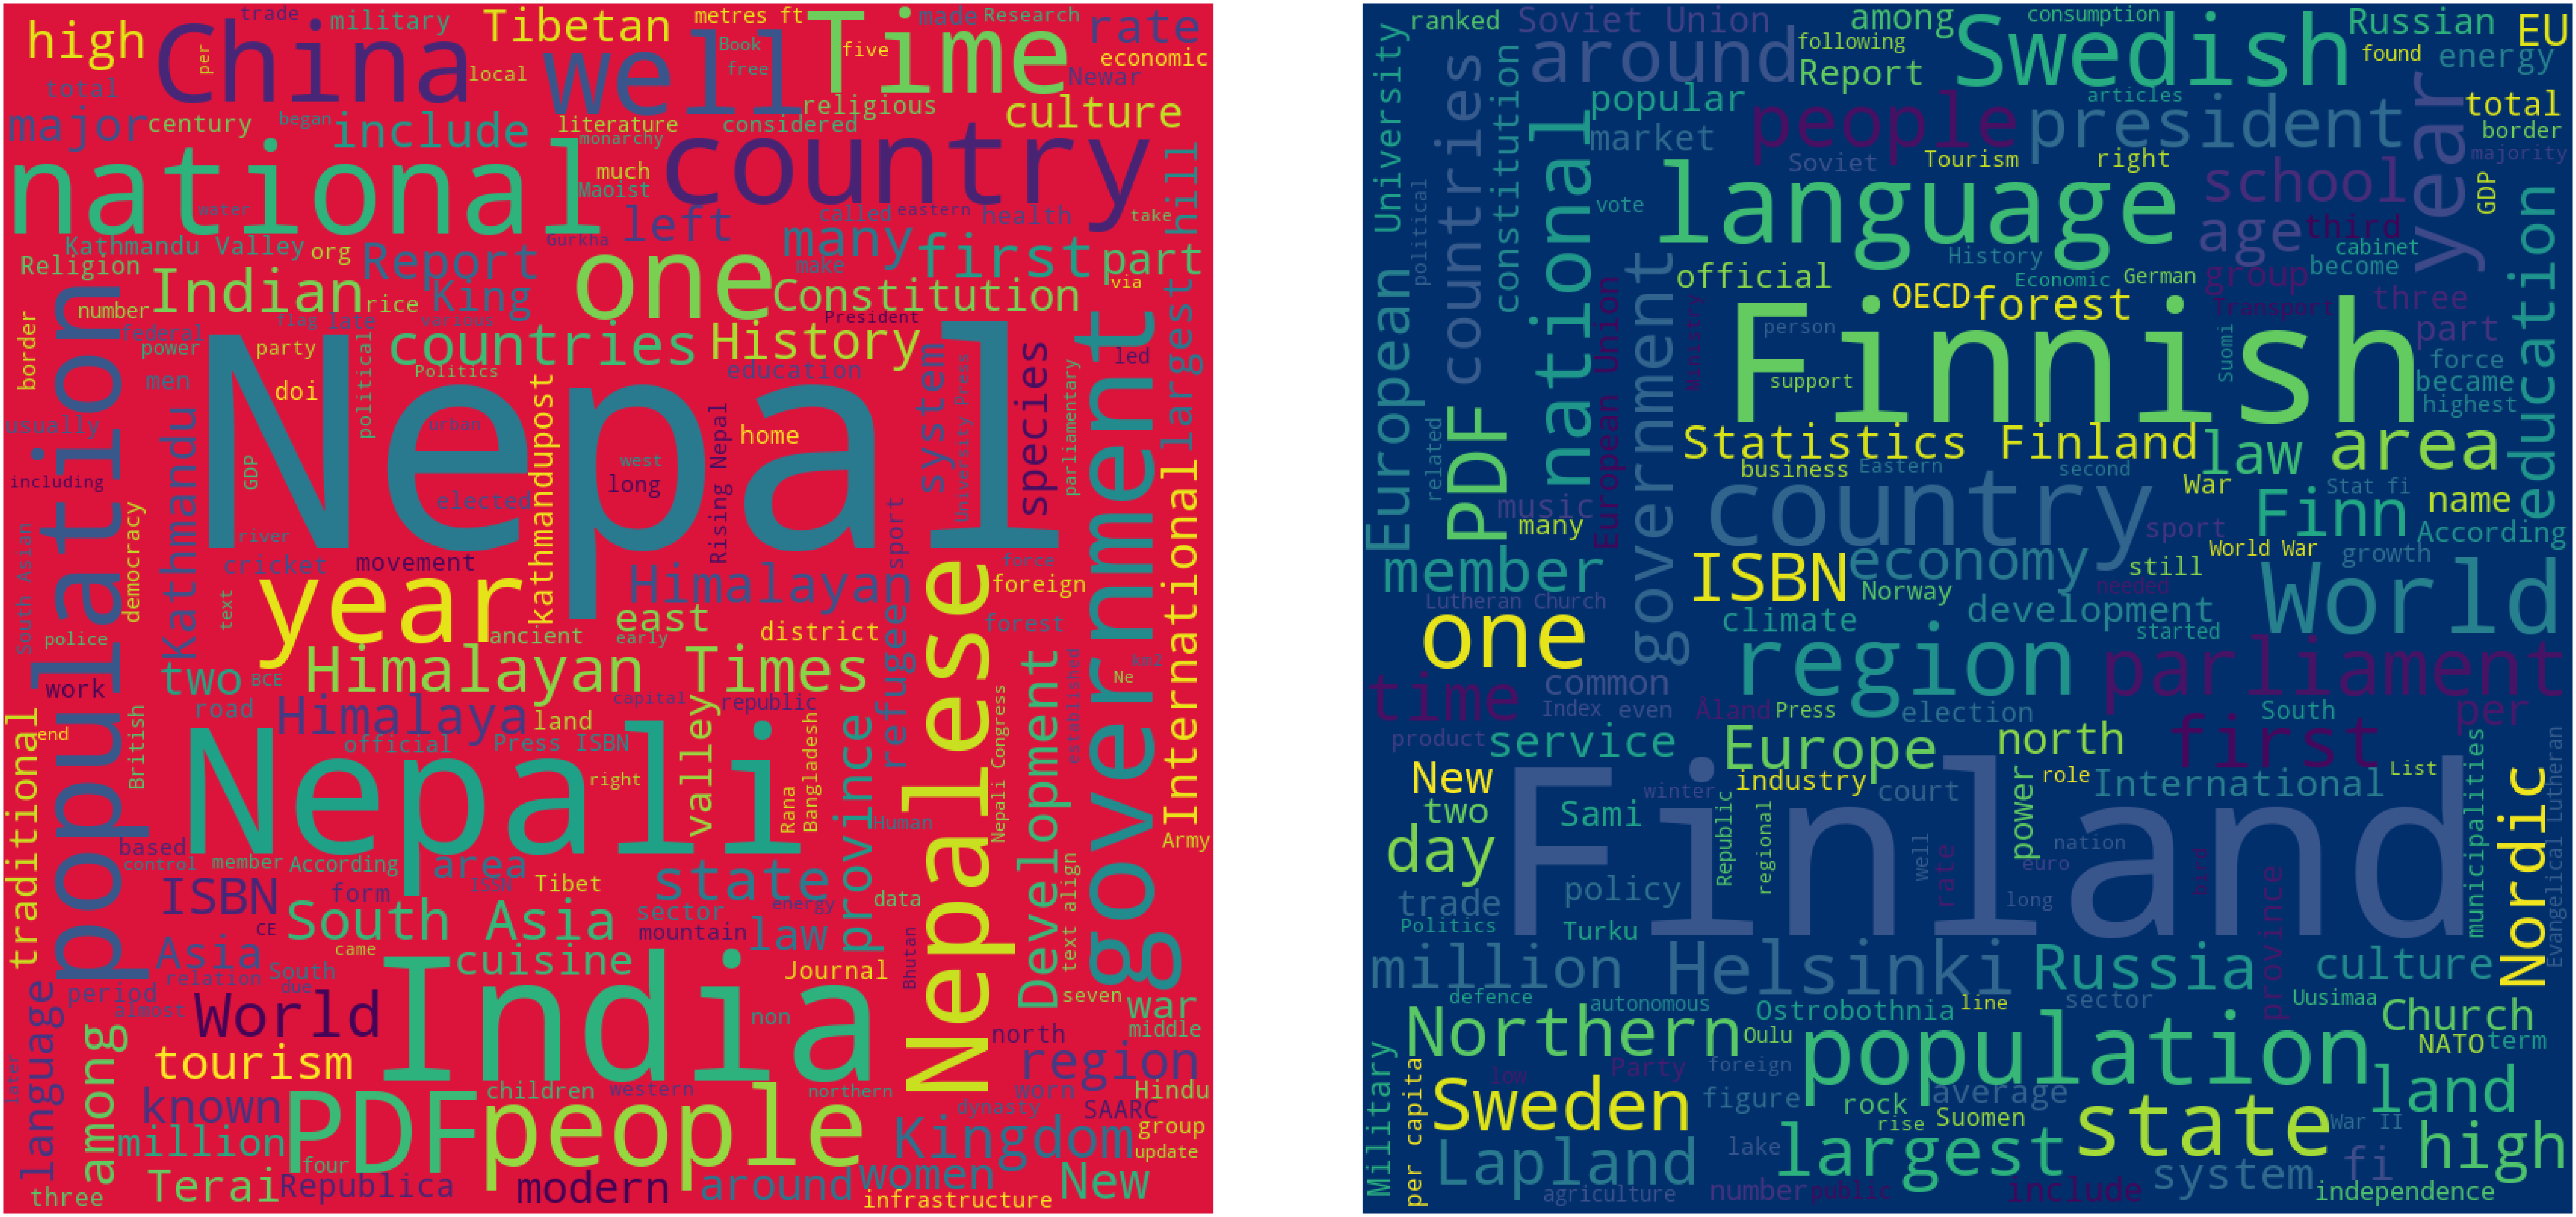 trade
military
Tibetan
metres ft
made
Research
rate
high
China
per
well
Book
Time
five
economic
local
free
Newar
total
religious
culture
major
century
began
include
literature
considered
monarchy
national
much
Maoist
country
hill
water
left
called
eastern
health
take
Kathmandu Valley
org
Gurkha
many
first
part
Religion
Report
make
via
Indian
rice
King
one
Constitution
number
flag
late
various
President
federal
countries
History
border
power
party
Politics
education
led
men
doi
political
kathmandupost
system
University Press
species
parliamentary
government
largest
population
usually
Kathmandu
Nepal
urban
home
Rising Nepal
GDP
west
long
including
elected
democracy
South Asian
river
cricket
movement
force
sport
International
year
Himalayan
foreign
text
ancient
east
early
district
forest
police
Himalayan Times
refugee
Nepalese
km2
two
BCE
Ne
work
road
Himalaya
land
capital
republic
established
Development
traditional
end
British
official
Press ISBN
valley
Nepali Congress
Nepali
right
Rana
Bangladesh
province
Human
Army
based
control
member
According
area
state
ISSN
Tibet
ISBN
form
energy
data
text align
CE
South Asia
sector
mountain
law
Asia
came
cuisine
Journal
Bhutan
relation
South
due
period
almost
India
seven
war
language
World
non
north
middle
among
later
tourism
region
children
western
northern
worn
Hindu
known
PDF
people
dynasty
SAARC
million
Kingdom
group
update
Terai
four
Republica
modern
around
women
New
three
infrastructure
ranked
Soviet Union
among
consumption
Russian
EU
University
around
following
Swedish
found
energy
Report
countries
constitution
popular
people
articles
president
year
total
market
border
Soviet
Tourism
right
majority
political
national
vote
language
school
GDP
age
third
European
History
cabinet
official
Economic
German
group
become
education
European Union
government
OECD
forest
Transport
three
Ministry
person
part
Finnish
Suomi
force
support
became
related
PDF
highest
Statistics Finland
law
area
business
Eastern
second
War
Stat fi
name
music
country
many
sport
Finn
According
World War
growth
member
ISBN
economy
still
World
Lutheran Church
Norway
needed
development
climate
started
one
region
parliament
time
common
Index
even
Åland
Press
election
South
per
product
service
Europe
north
first
municipalities
Evangelical Lutheran
New
winter
industry
role
International
List
two
Sami
court
power
Nordic
day
Republic
regional
well
rate
nation
euro
bird
Finland
long
trade
policy
Politics
Turku
province
million
Helsinki
Russia
culture
defence
autonomous
Ostrobothnia
line
sector
Uusimaa
Northern
Oulu
population
Church
NATO
term
Military
per capita
low
Party
foreign
Sweden
figure
average
land
rock
rise
Suomen
state
War II
Lapland
lake
largest
high
system
fi
agriculture
number
public
include
independence